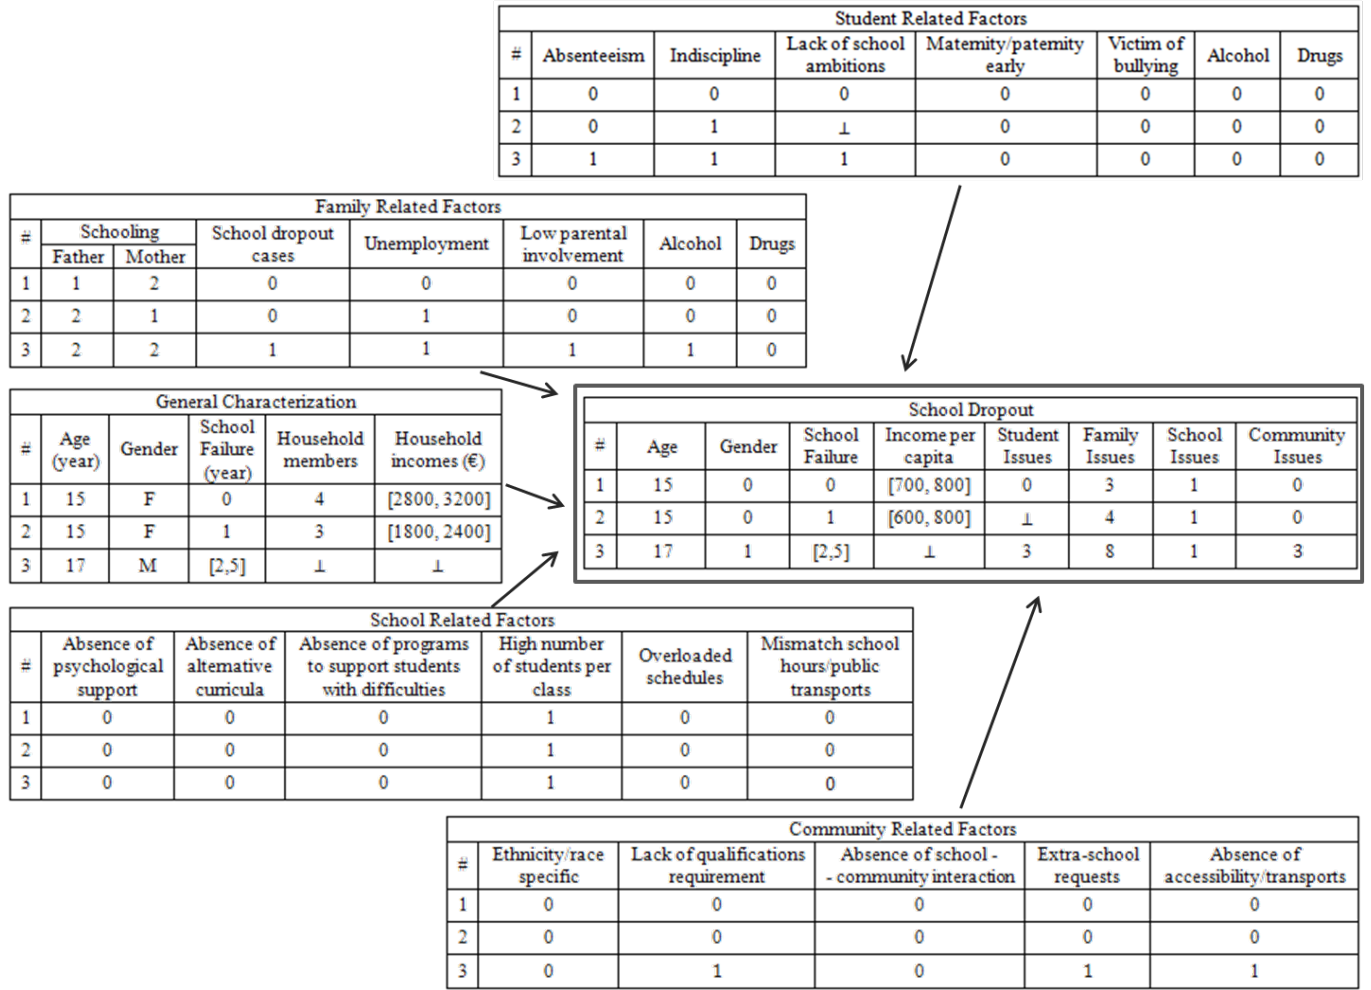 Student Related Factors
# Absenteeism Indiscipline Lack of school ambitions Maternity/paternity early Victim of bullying Alcohol Drugs
1 0 0 0 0 0 0 0
2 0 1 ⊥ 0 0 0 0
3 1 1 1 0 0 0 0
Family Related Factors
# Schooling School dropout cases Unemployment Low parental involvement Alcohol Drugs
Father Mother
1 1 2 0 0 0 0 0
2 2 1 0 1 0 0 0
3 2 2 1 1 1 1 0
General Characterization
# Age (year) Gender School Failure (year) Household members Household incomes (€)
1 15 F 0 4 [2800, 3200]
2 15 F 1 3 [1800, 2400]
3 17 M [2,5] ⊥ ⊥
School Dropout
# Age Gender School Failure Income per capita Student Issues Family Issues School Issues Community Issues
1 15 0 0 [700, 800] 0 3 1 0
2 15 0 1 [600, 800] ⊥ 4 1 0
3 17 1 [2,5] ⊥ 3 8 1 3
School Related Factors
# Absence of psychological support Absence of alternative curricula Absence of programs to support students with difficulties High number of students per class Overloaded schedules Mismatch school hours/public transports
1 0 0 0 1 0 0
2 0 0 0 1 0 0
3 0 0 0 1 0 0
Community Related Factors
# Ethnicity/race specific Lack of qualifications requirement Absence of school - - community interaction Extra-school requests Absence of accessibility/transports
1 0 0 0 0 0
2 0 0 0 0 0
3 0 1 0 1 1